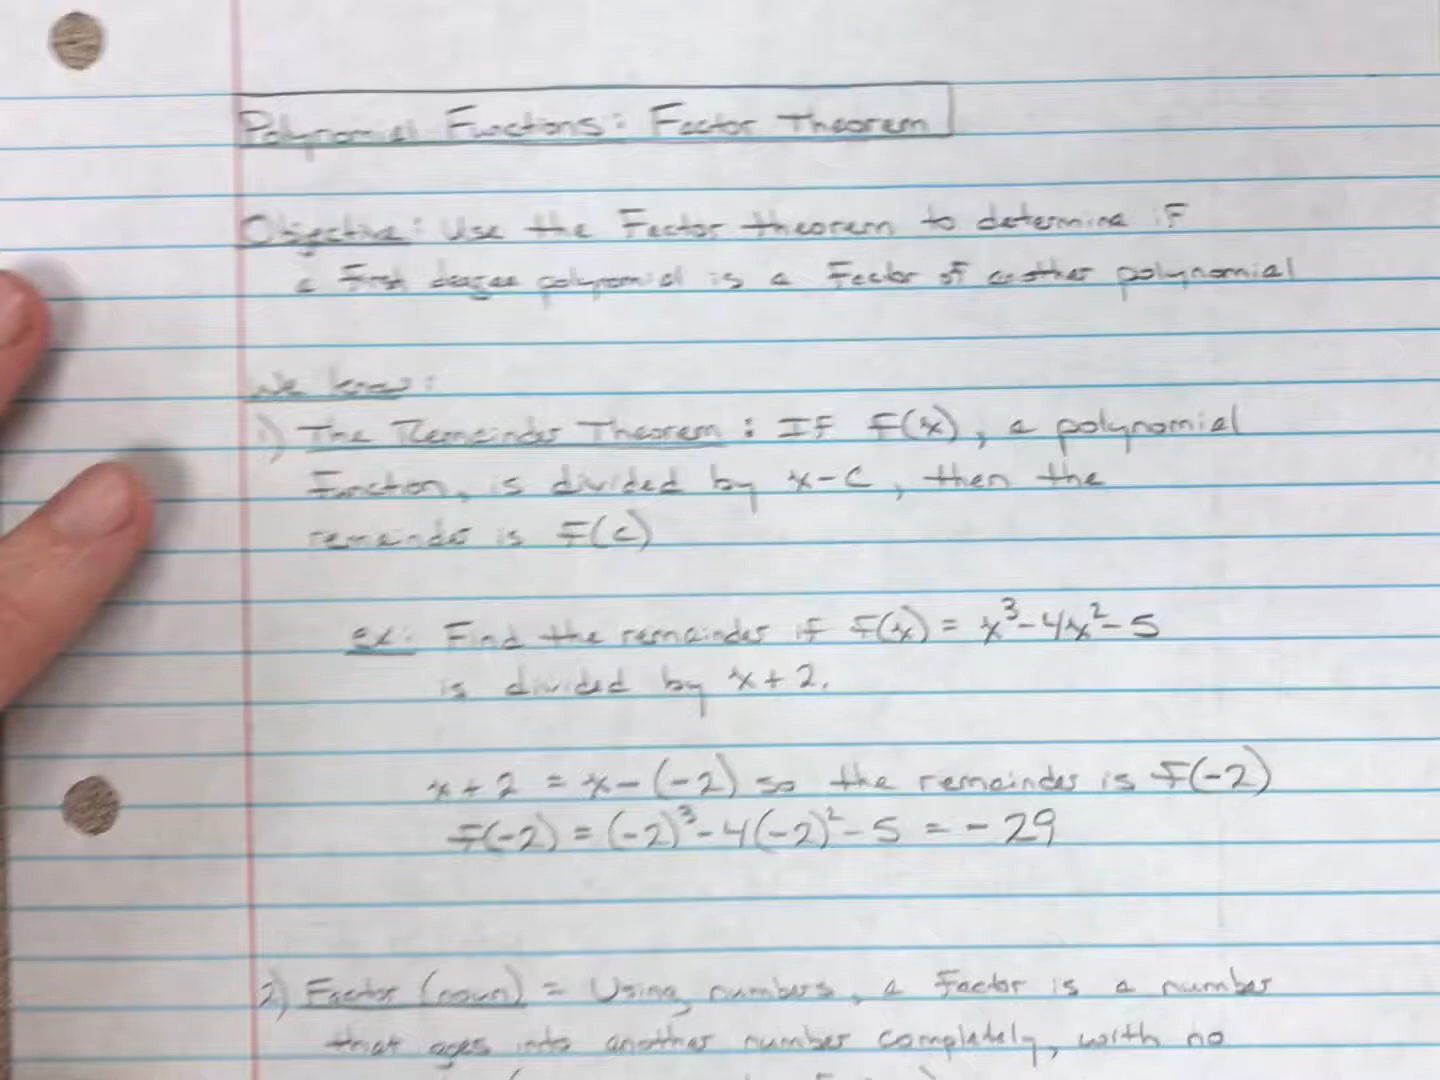 Polynomial Functions: Factor Theorem
Objective: Use the Factor theorem to determine if
a first degree polynomial is a factor of another polynomial
We know:
1) The Remainder Theorem: If f(x), a polynomial
function, is divided by x-c, then the
remainder is f(c)
ex: Find the remainder if f(x) = x³-4x²-5
is divided by x+2.
x+2 = x-(-2) so the remainder is f(-2)
f(-2) = (-2)³-4(-2)²-5 = -29
2) Factor (noun) = Using numbers, a factor is a number
that goes into another number completely, with no